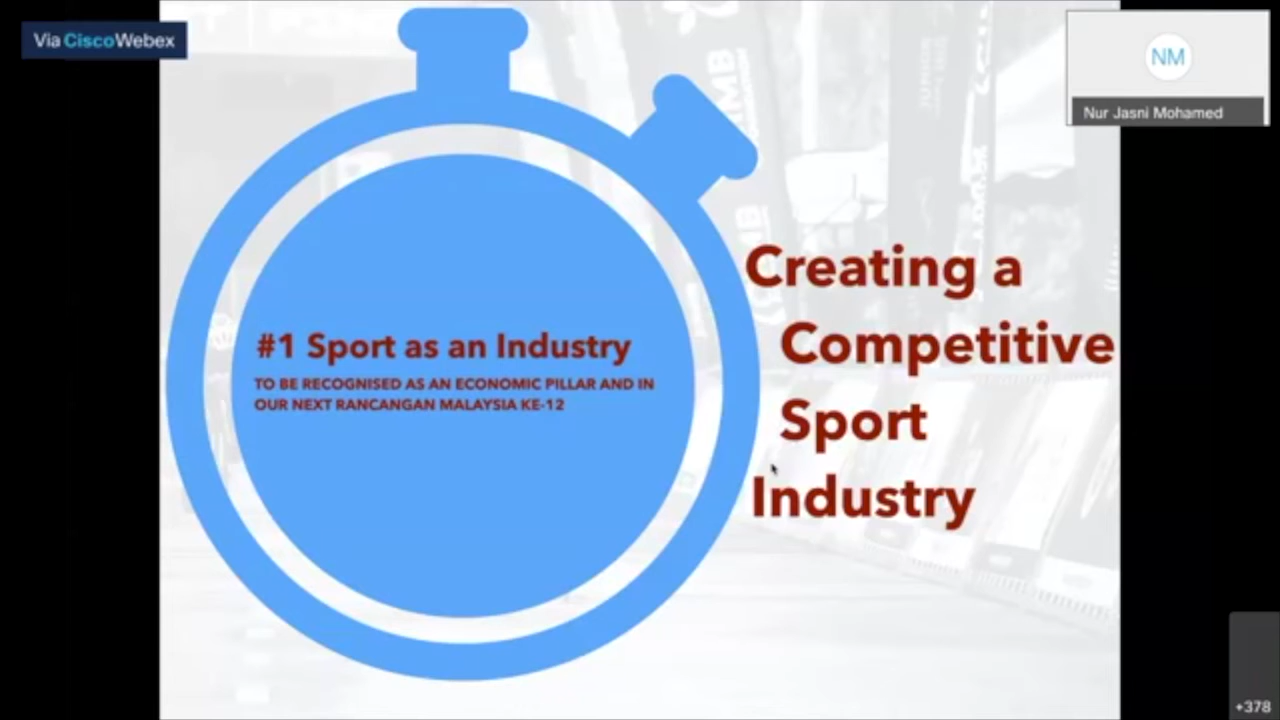 Via CiscoWebex
NM
Nur Jasni Mohamed
Creating a
Competitive
Sport
Industry
#1 Sport as an Industry
TO BE RECOGNISED AS AN ECONOMIC PILLAR AND IN
OUR NEXT RANCANGAN MALAYSIA KE-12
+378